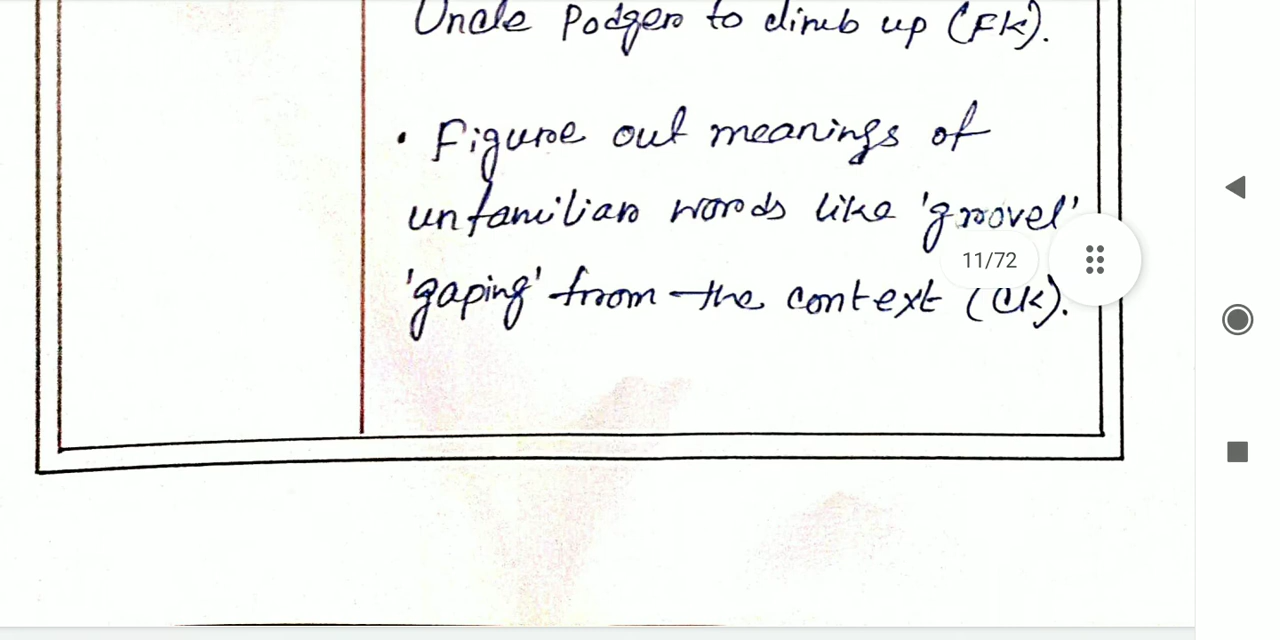 Uncle Podger to climb up (FK).
• Figure out meanings of
unfamiliar words like 'grovel'
11/72
'gaping' from the context (CK).